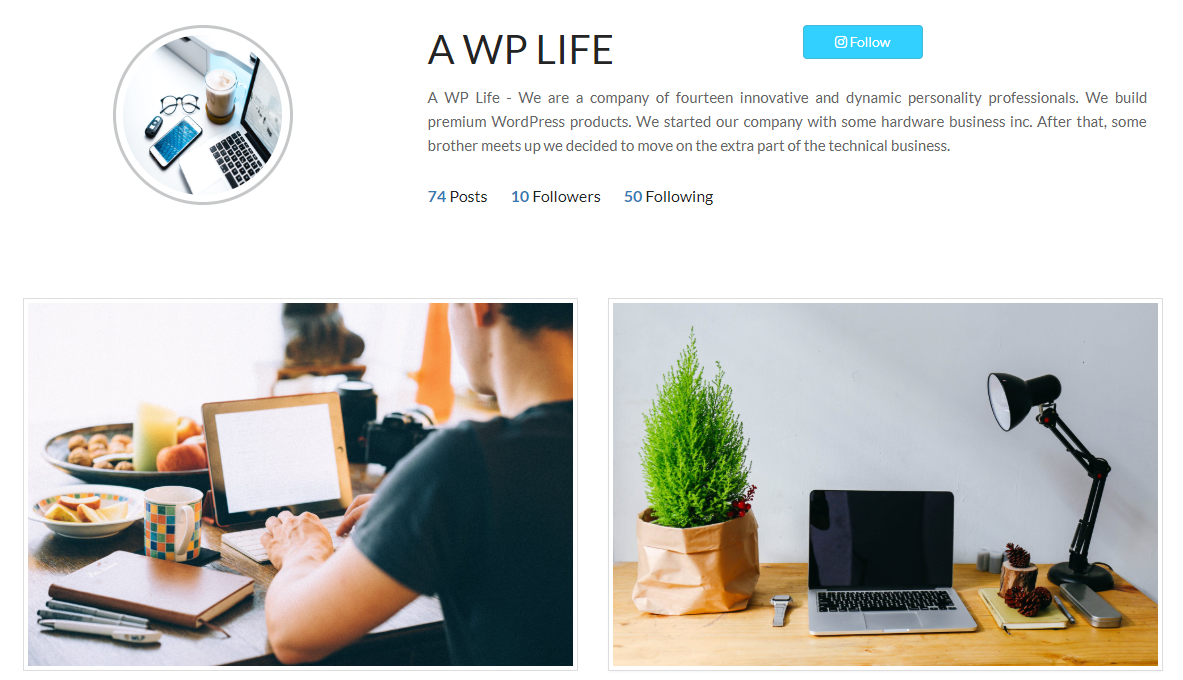 A WP LIFE
Follow
A WP Life - We are a company of fourteen innovative and dynamic personality professionals. We build
premium WordPress products. We started our company with some hardware business inc. After that, some
brother meets up we decided to move on the extra part of the technical business.
74 Posts 10 Followers 50 Following